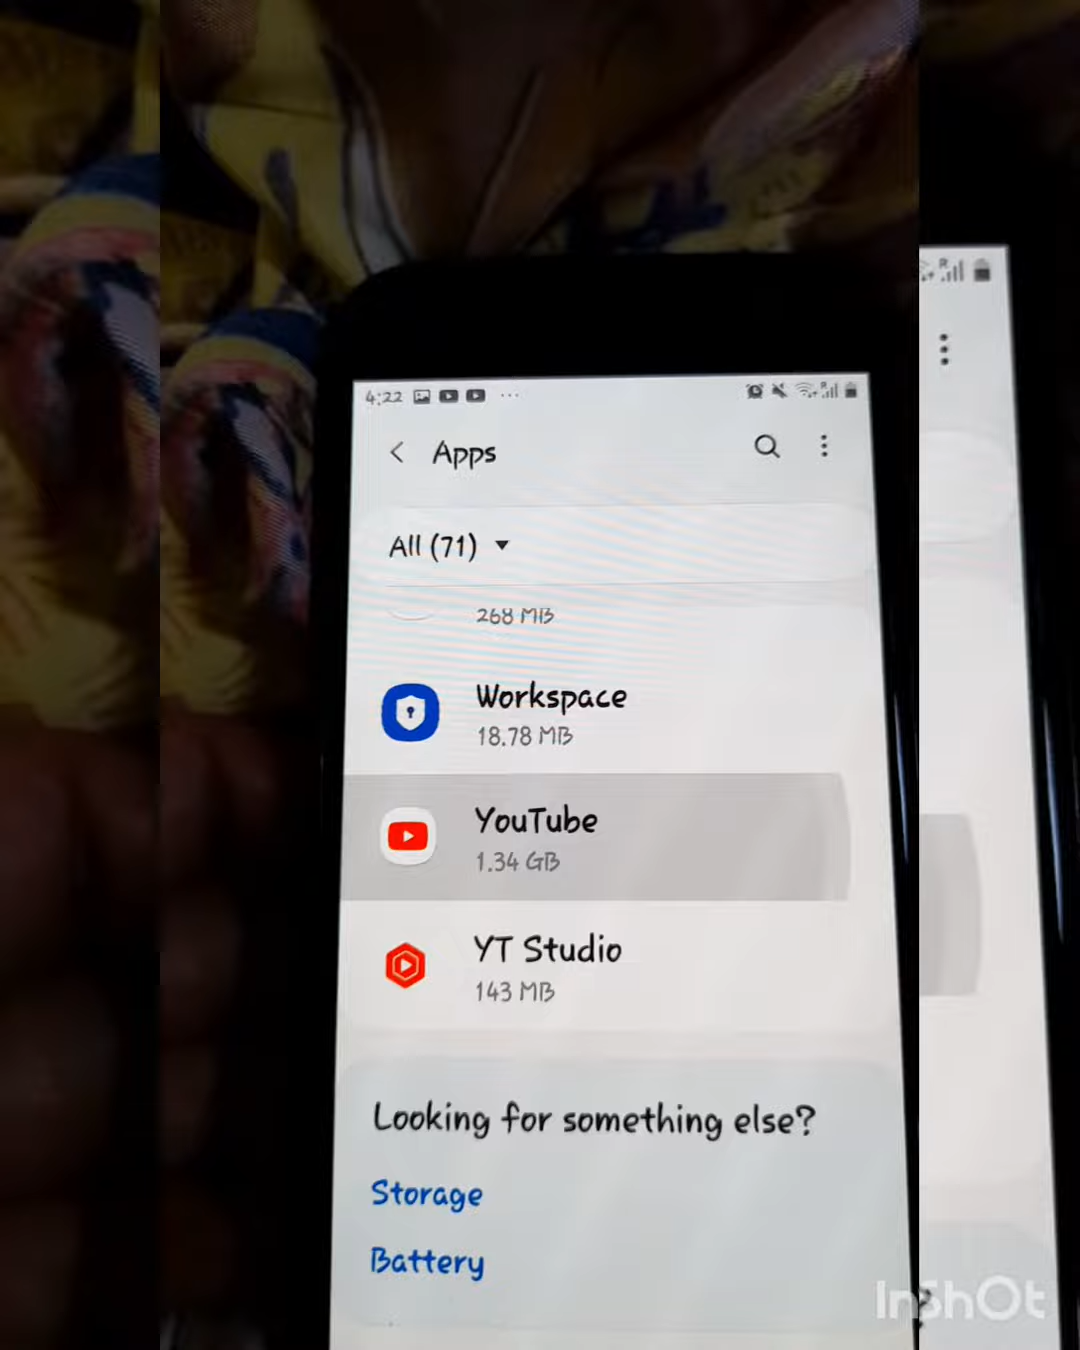 4:22
Apps
All (71)
268 MB
Workspace
18.78 MB
YouTube
1.34 GB
YT Studio
143 MB
Looking for something else?
Storage
Battery
InShOt